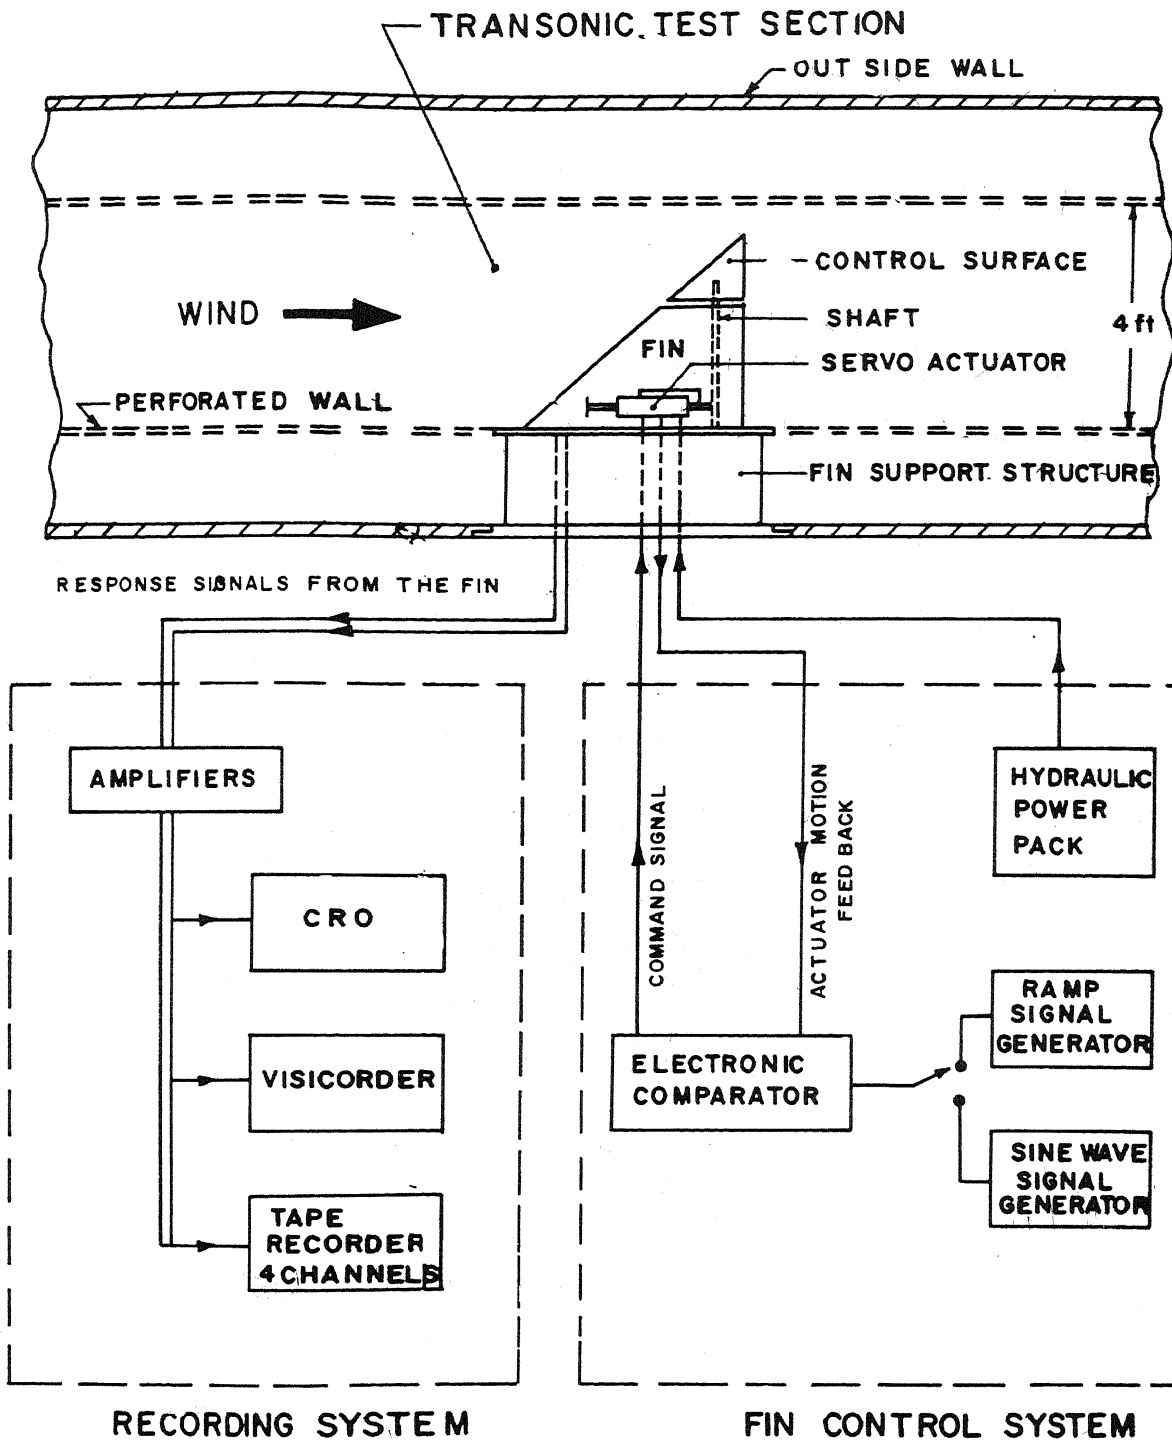 TRANSONIC TEST SECTION
OUT SIDE WALL
CONTROL SURFACE
WIND
SHAFT
4 ft
FIN
SERVO ACTUATOR
PERFORATED WALL
FIN SUPPORT STRUCTURE
RESPONSE SIGNALS FROM THE FIN
AMPLIFIERS
CRO
VISICORDER
TAPE
RECORDER
4 CHANNELS
RECORDING SYSTEM
COMMAND SIGNAL
ACTUATOR MOTION
FEED BACK
HYDRAULIC
POWER
PACK
RAMP
SIGNAL
GENERATOR
ELECTRONIC
COMPARATOR
SINE WAVE
SIGNAL
GENERATOR
FIN CONTROL SYSTEM